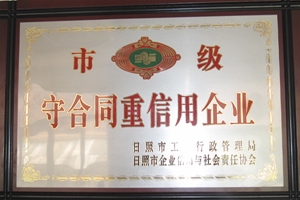 市 级
守合同重信用企业
日照市工 行政管理局
日照市企业信用与社会责任协会